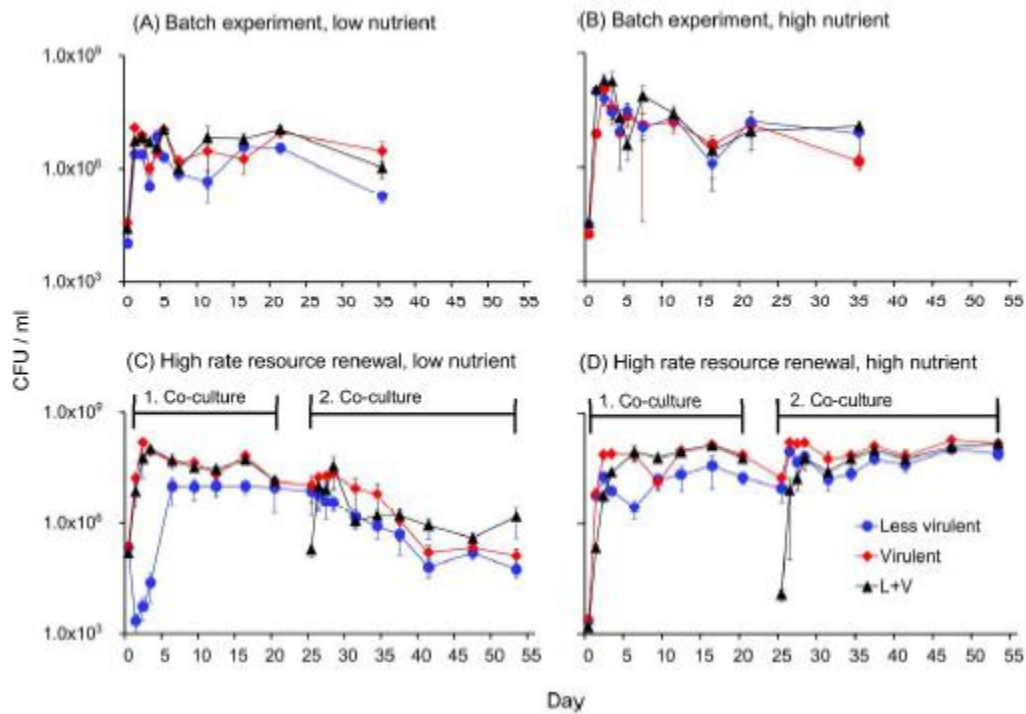 (A) Batch experiment, low nutrient
(B) Batch experiment, high nutrient
1.0x10⁹
1.0x10⁶
1.0x10³
0 5 10 15 20 25 30 35 40 45 50 55
0 5 10 15 20 25 30 35 40 45 50 55
CFU / ml
(C) High rate resource renewal, low nutrient
(D) High rate resource renewal, high nutrient
1. Co-culture
2. Co-culture
1. Co-culture
2. Co-culture
1.0x10⁹
1.0x10⁶
1.0x10³
Less virulent
Virulent
L+V
0 5 10 15 20 25 30 35 40 45 50 55
0 5 10 15 20 25 30 35 40 45 50 55
Day